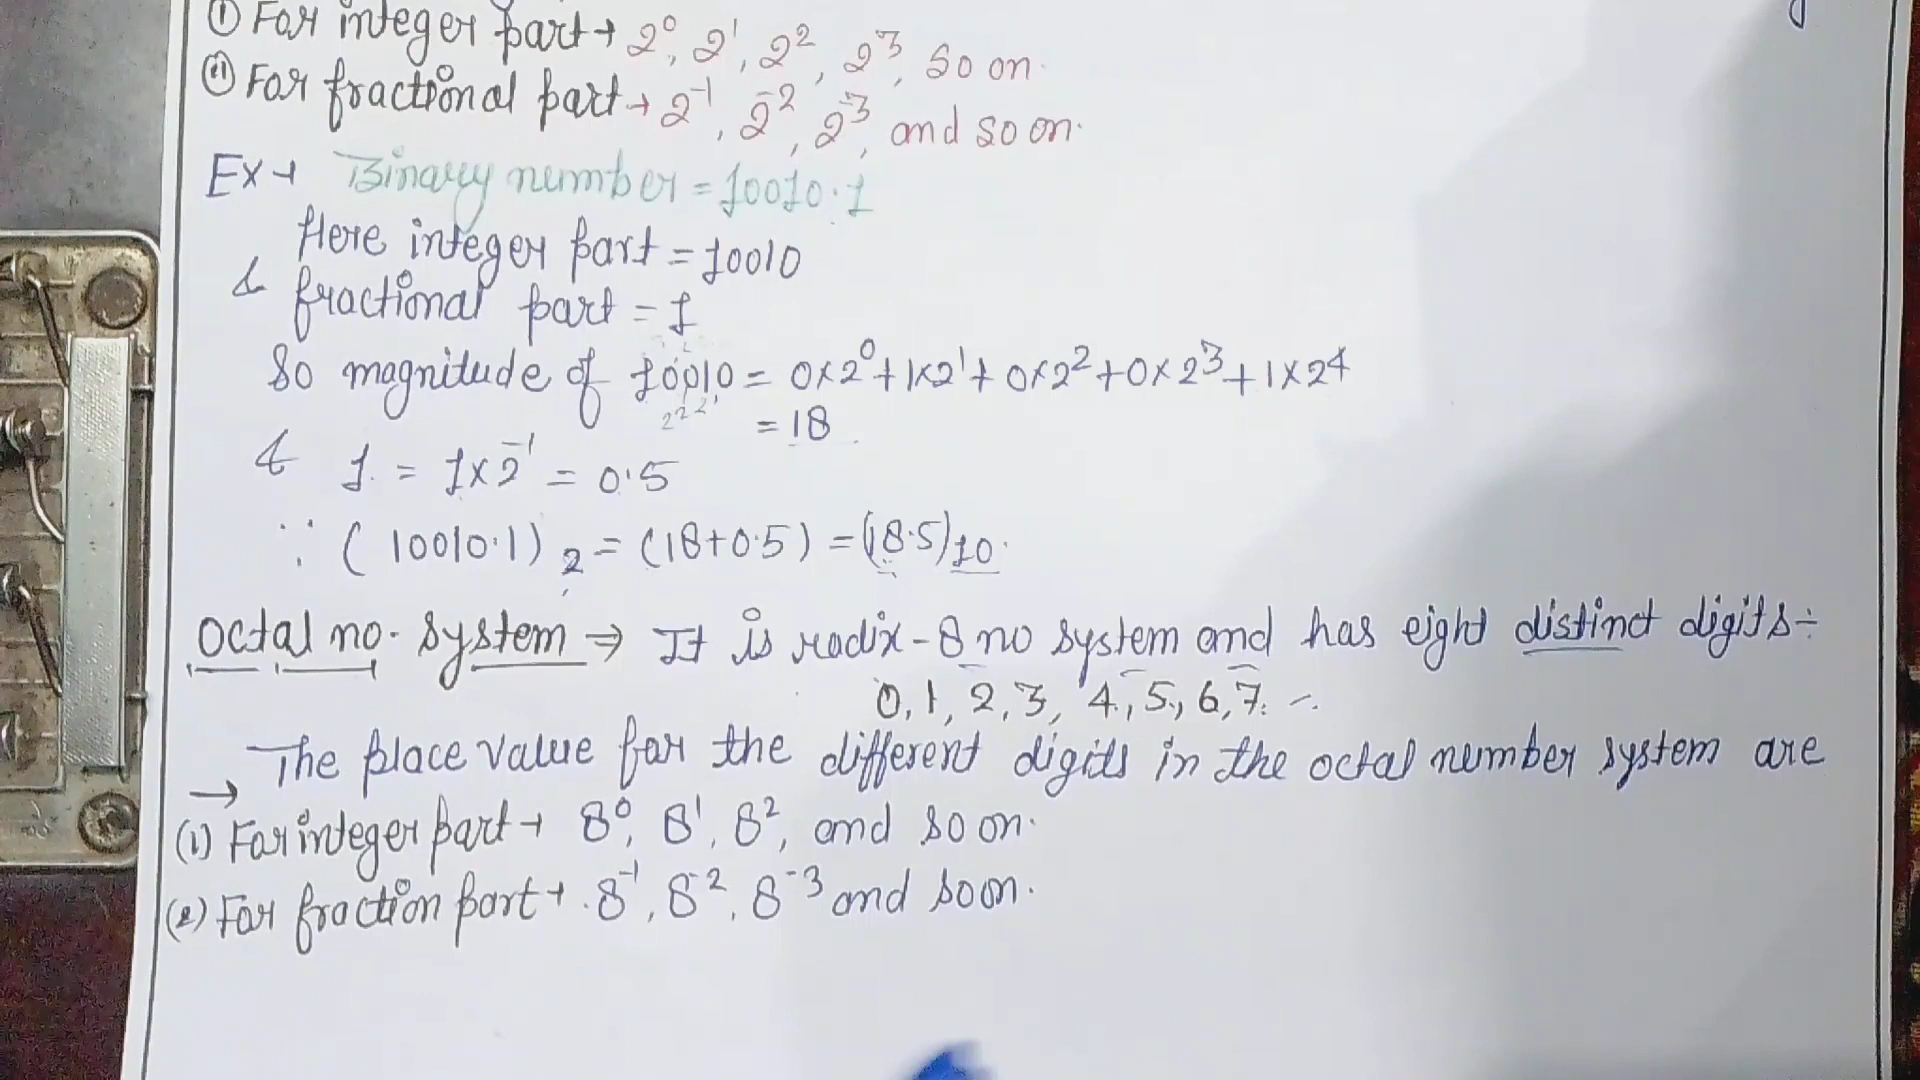 (i) For integer part → 2⁰, 2¹, 2², 2³, so on.
(ii) For fractional part → 2⁻¹, 2⁻², 2⁻³, and so on.
Ex → Binary number = 10010.1
Here integer part = 10010
& fractional part = 1
So magnitude of 10010 = 0×2⁰+1×2¹+0×2²+0×2³+1×2⁴
= 18
& 1 = 1×2⁻¹ = 0.5
∵ (10010.1)₂ = (18+0.5) = (18.5)₁₀.
Octal no. System ⇒ It is radix-8 no system and has eight distinct digits÷
0, 1, 2, 3, 4, 5, 6, 7.
→ The place value for the different digits in the octal number system are
(1) For integer part → 8⁰, 8¹, 8², and so on.
(2) For fraction part → 8⁻¹, 8⁻², 8⁻³ and soon.